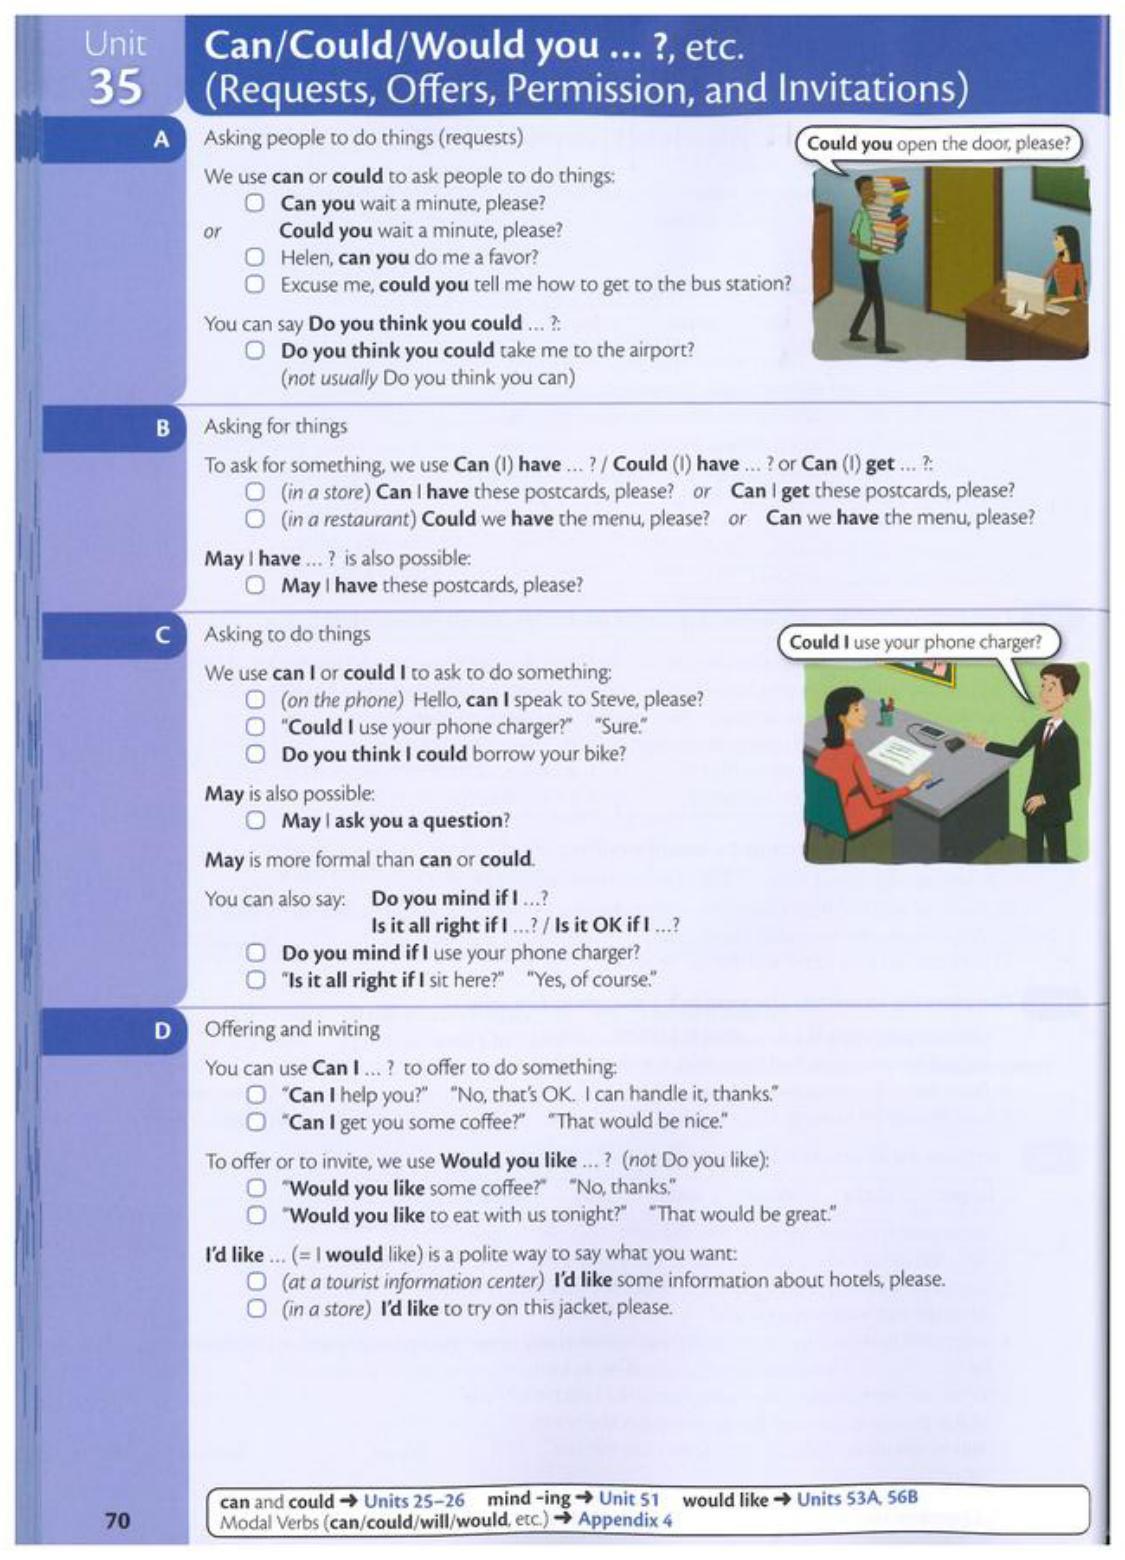 Unit
35
Can/Could/Would you ... ?, etc.
(Requests, Offers, Permission, and Invitations)
A
Asking people to do things (requests)
Could you open the door, please?
We use can or could to ask people to do things:
Can you wait a minute, please?
or Could you wait a minute, please?
Helen, can you do me a favor?
Excuse me, could you tell me how to get to the bus station?
You can say Do you think you could ... ?:
Do you think you could take me to the airport?
(not usually Do you think you can)
B
Asking for things
To ask for something, we use Can (I) have ... ? / Could (I) have ... ? or Can (I) get ... ?:
(in a store) Can I have these postcards, please? or Can I get these postcards, please?
(in a restaurant) Could we have the menu, please? or Can we have the menu, please?
May I have ... ? is also possible:
May I have these postcards, please?
C
Asking to do things
Could I use your phone charger?
We use can I or could I to ask to do something:
(on the phone) Hello, can I speak to Steve, please?
"Could I use your phone charger?" "Sure."
Do you think I could borrow your bike?
May is also possible:
May I ask you a question?
May is more formal than can or could.
You can also say: Do you mind if I ...?
Is it all right if I ...? / Is it OK if I ...?
Do you mind if I use your phone charger?
"Is it all right if I sit here?" "Yes, of course."
D
Offering and inviting
You can use Can I ... ? to offer to do something:
"Can I help you?" "No, that's OK. I can handle it, thanks."
"Can I get you some coffee?" "That would be nice."
To offer or to invite, we use Would you like ... ? (not Do you like):
"Would you like some coffee?" "No, thanks."
"Would you like to eat with us tonight?" "That would be great."
I'd like ... (= I would like) is a polite way to say what you want:
(at a tourist information center) I'd like some information about hotels, please.
(in a store) I'd like to try on this jacket, please.
can and could → Units 25–26 mind -ing → Unit 51 would like → Units 53A, 56B
Modal Verbs (can/could/will/would, etc.) → Appendix 4
70